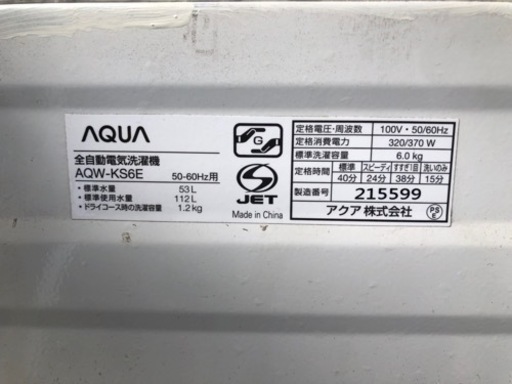 AQUA
全自動電気洗濯機
AQW-KS6E 50-60Hz用
・標準水量 53L
・標準使用水量 112L
・ドライコース時の洗濯容量 1.2kg
G
S
JET
Made in China
定格電圧・周波数 100V・50/60Hz
定格消費電力 320/370 W
標準洗濯容量 6.0kg
定格時間 標準 スピーディ すすぎ1回 洗いのみ
40分 24分 38分 15分
製造番号 215599
アクア株式会社
PSE